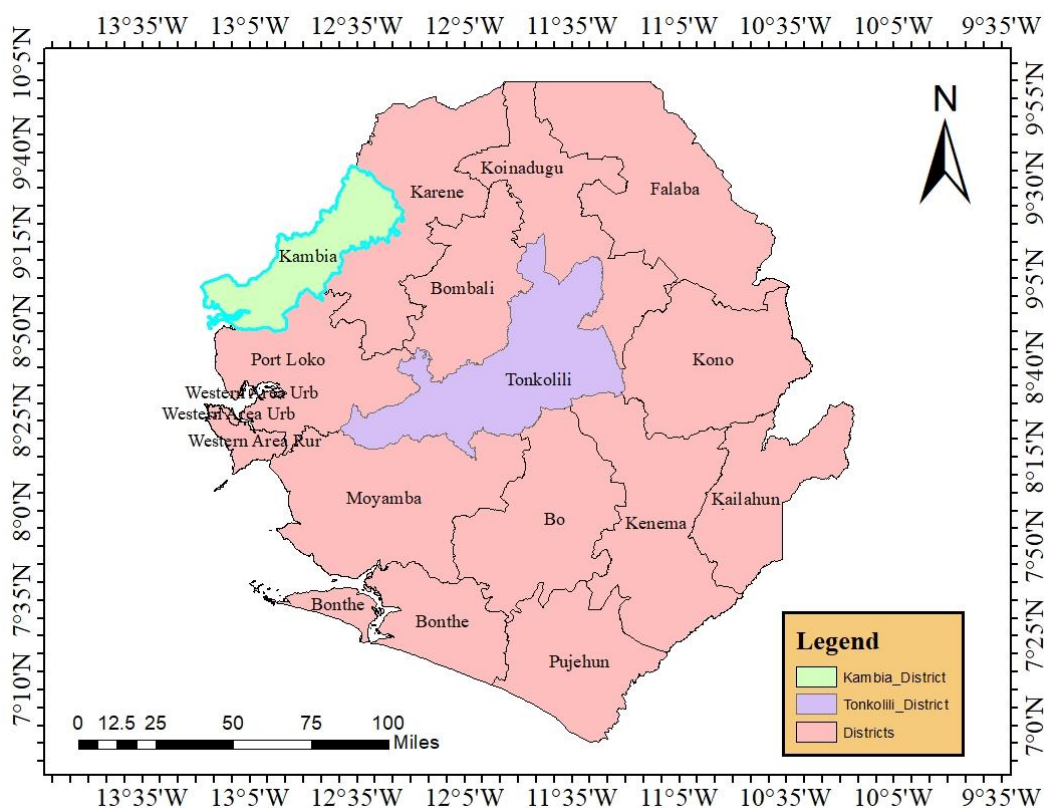 13°35'W 13°5'W 12°35'W 12°5'W 11°35'W 11°5'W 10°35'W 10°5'W 9°35'W
10°5'N
9°40'N
9°15'N
8°50'N
8°25'N
8°0'N
7°35'N
7°10'N
9°55'N
9°30'N
9°5'N
8°40'N
8°15'N
7°50'N
7°25'N
7°0'N
N
Koinadugu
Karene
Falaba
Kambia
Bombali
Port Loko
Kono
Tonkolili
Western Area Urb
Western Area Urb
Western Area Rur
Moyamba
Kailahun
Bo
Kenema
Bonthe
Bonthe
Pujehun
Legend
Kambia_District
Tonkolili_District
Districts
0 12.5 25 50 75 100
Miles
13°35'W 13°5'W 12°35'W 12°5'W 11°35'W 11°5'W 10°35'W 10°5'W 9°35'W